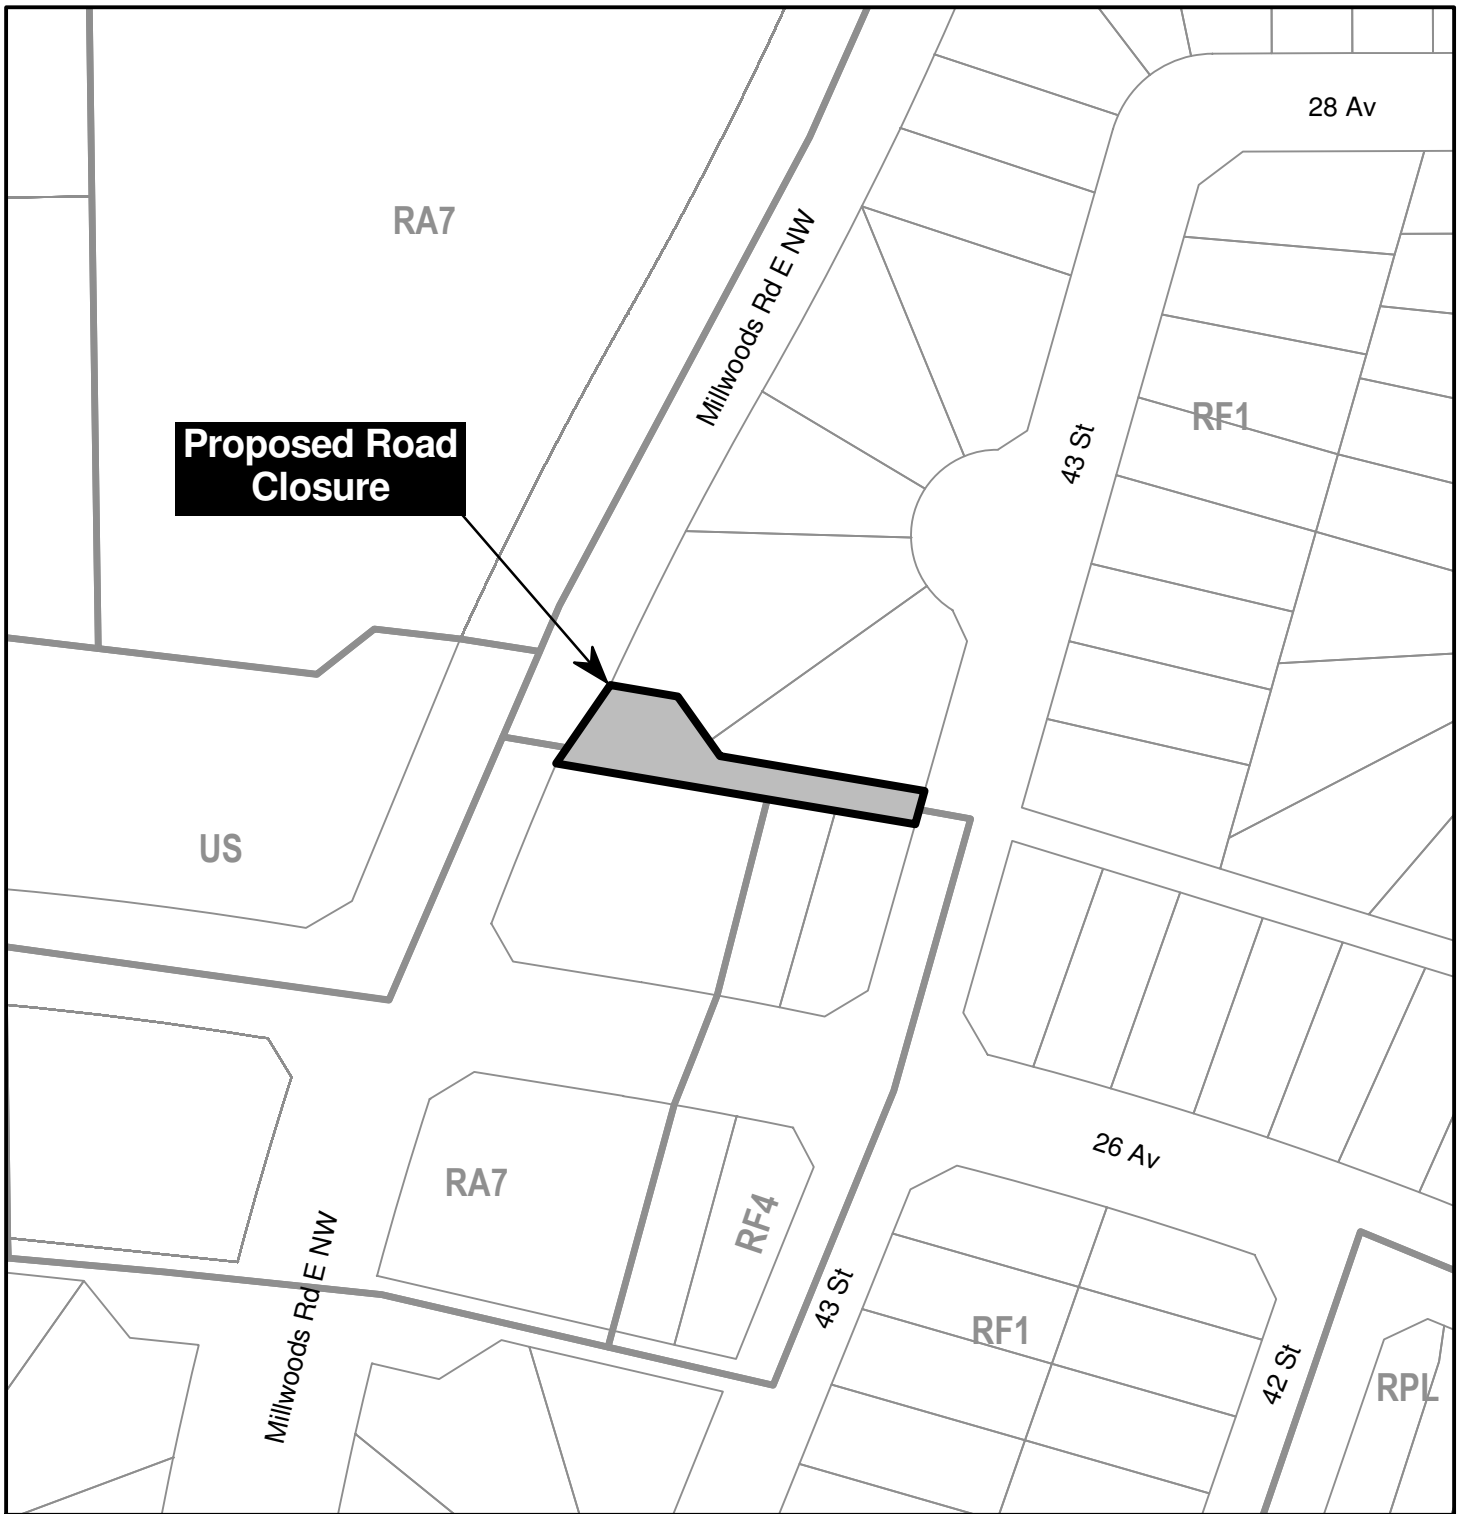 28 Av
RA7
Millwoods Rd E NW
RF1
43 St
Proposed Road
Closure
US
26 Av
RA7
RF4
Millwoods Rd E NW
43 St
RF1
42 St
RPL